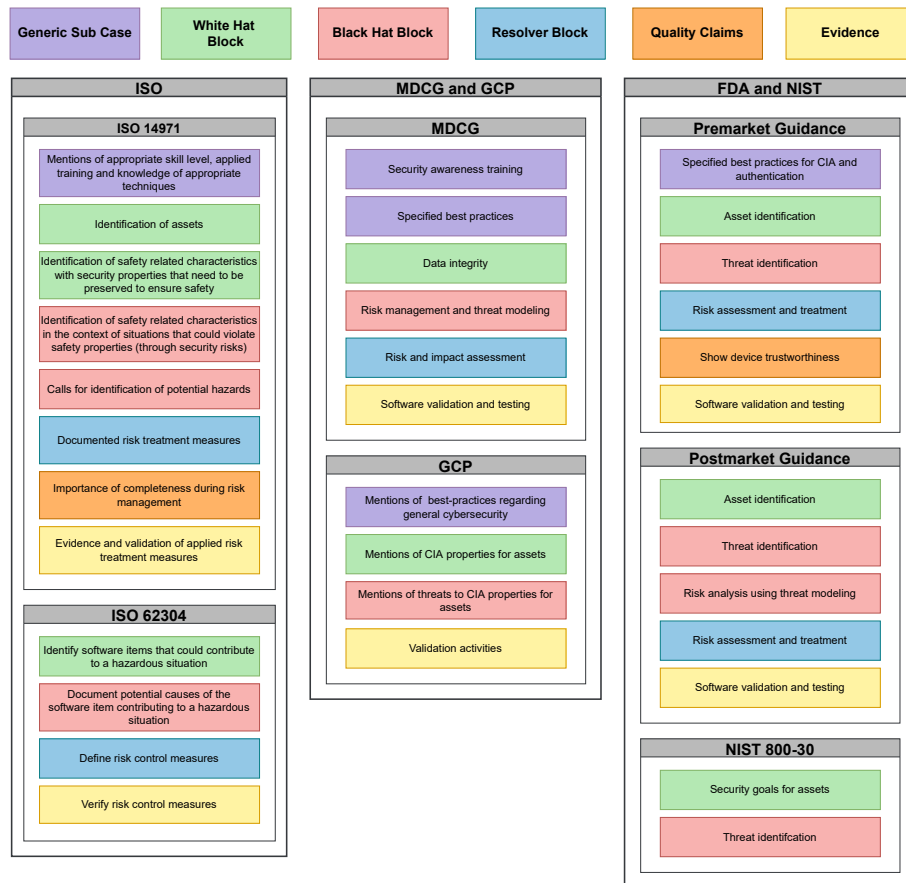 Generic Sub Case
White Hat
Block
Black Hat Block
Resolver Block
Quality Claims
Evidence
ISO
ISO 14971
Mentions of appropriate skill level, applied
training and knowledge of appropriate
techniques
Identification of assets
Identification of safety related characteristics
with security properties that need to be
preserved to ensure safety
Identification of safety related characteristics
in the context of situations that could violate
safety properties (through security risks)
Calls for identification of potential hazards
Documented risk treatment measures
Importance of completeness during risk
management
Evidence and validation of applied risk
treatment measures
ISO 62304
Identify software items that could contribute
to a hazardous situation
Document potential causes of the
software item contributing to a hazardous
situation
Define risk control measures
Verify risk control measures
MDCG and GCP
MDCG
Security awareness training
Specified best practices
Data integrity
Risk management and threat modeling
Risk and impact assessment
Software validation and testing
GCP
Mentions of best-practices regarding
general cybersecurity
Mentions of CIA properties for assets
Mentions of threats to CIA properties for
assets
Validation activities
FDA and NIST
Premarket Guidance
Specified best practices for CIA and
authentication
Asset identification
Threat identification
Risk assessment and treatment
Show device trustworthiness
Software validation and testing
Postmarket Guidance
Asset identification
Threat identification
Risk analysis using threat modeling
Risk assessment and treatment
Software validation and testing
NIST 800-30
Security goals for assets
Threat identifcation